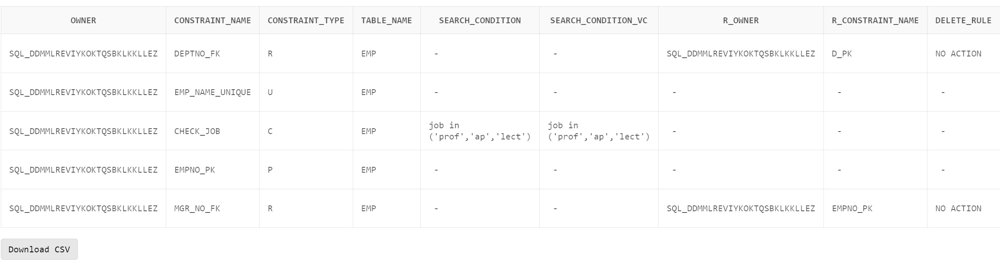 OWNER CONSTRAINT_NAME CONSTRAINT_TYPE TABLE_NAME SEARCH_CONDITION SEARCH_CONDITION_VC R_OWNER R_CONSTRAINT_NAME DELETE_RULE
SQL_DDMMLREVIYKOKTQSBKLKKLLEZ DEPTNO_FK R EMP - - SQL_DDMMLREVIYKOKTQSBKLKKLLEZ D_PK NO ACTION
SQL_DDMMLREVIYKOKTQSBKLKKLLEZ EMP_NAME_UNIQUE U EMP - - - - -
job in job in
SQL_DDMMLREVIYKOKTQSBKLKKLLEZ CHECK_JOB C EMP - - -
('prof','ap','lect') ('prof','ap','lect')
SQL_DDMMLREVIYKOKTQSBKLKKLLEZ EMPNO_PK P EMP - - - - -
SQL_DDMMLREVIYKOKTQSBKLKKLLEZ MGR_NO_FK R EMP - - SQL_DDMMLREVIYKOKTQSBKLKKLLEZ EMPNO_PK NO ACTION
Download CSV